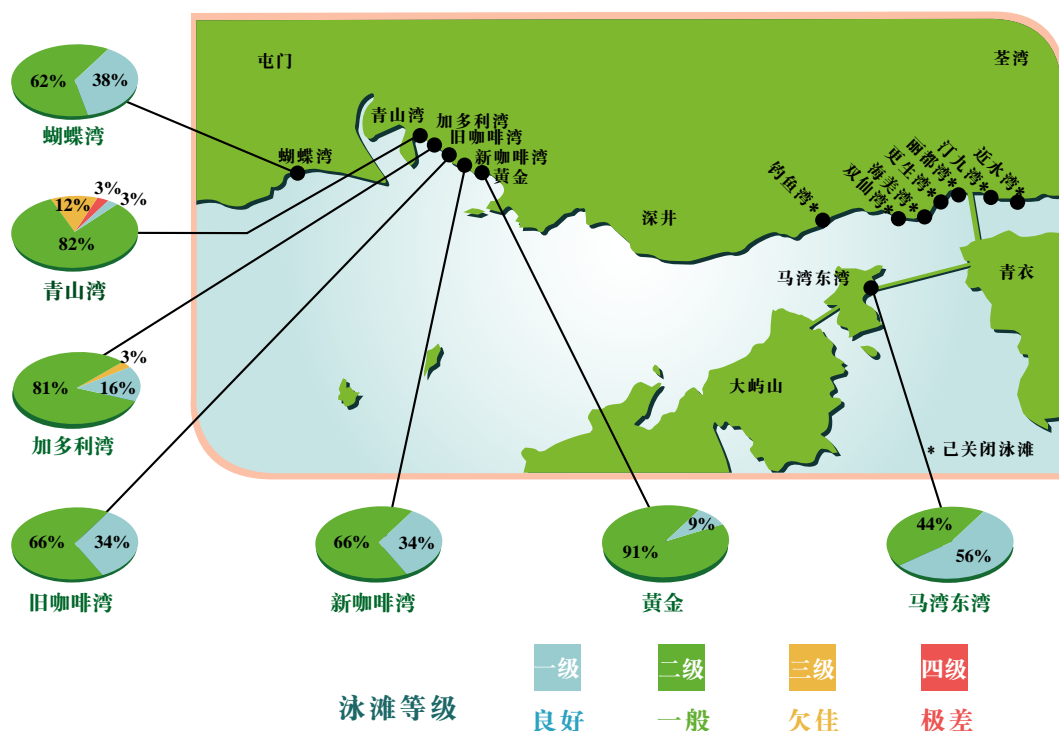 屯门
荃湾
62%
38%
蝴蝶湾
青山湾
加多利湾
旧咖啡湾
新咖啡湾
黄金
蝴蝶湾
钓鱼湾*
双仙湾*
海美湾*
更生湾*
丽都湾*
汀九湾*
近水湾*
3%
12%
3%
82%
青山湾
深井
马湾东湾
青衣
3%
81%
16%
加多利湾
大屿山
* 已关闭泳滩
66%
34%
旧咖啡湾
66%
34%
新咖啡湾
9%
91%
黄金
44%
56%
马湾东湾
泳滩等级
一级
良好
二级
一般
三级
欠佳
四级
极差